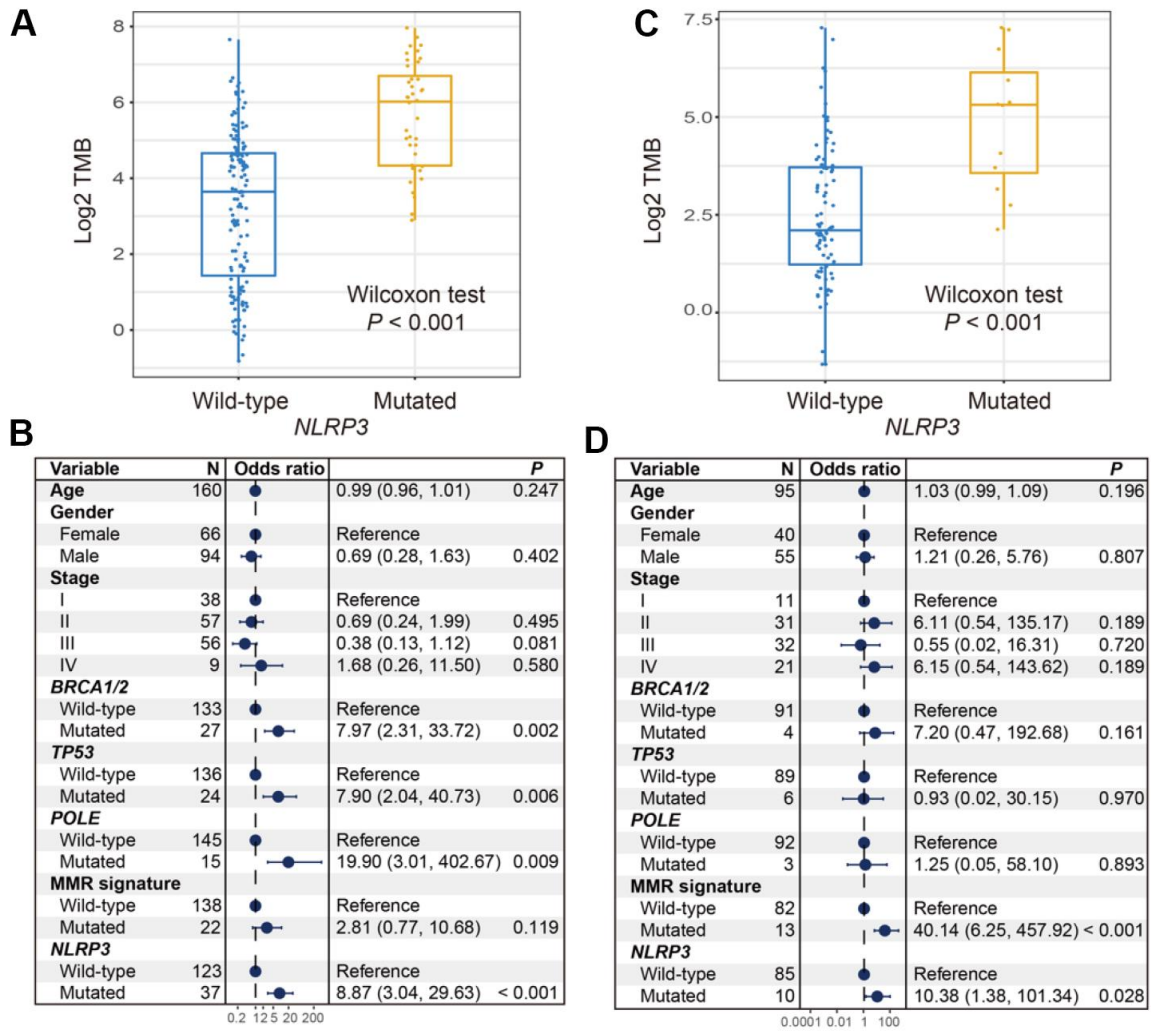 A
8
6
4
2
0
Log2 TMB
Wilcoxon test
P < 0.001
Wild-type Mutated
NLRP3
C
7.5
5.0
2.5
0.0
Log2 TMB
Wilcoxon test
P < 0.001
Wild-type Mutated
NLRP3
B
Variable N Odds ratio P
Age 160 0.99 (0.96, 1.01) 0.247
Gender
Female 66 Reference
Male 94 0.69 (0.28, 1.63) 0.402
Stage
I 38 Reference
II 57 0.69 (0.24, 1.99) 0.495
III 56 0.38 (0.13, 1.12) 0.081
IV 9 1.68 (0.26, 11.50) 0.580
BRCA1/2
Wild-type 133 Reference
Mutated 27 7.97 (2.31, 33.72) 0.002
TP53
Wild-type 136 Reference
Mutated 24 7.90 (2.04, 40.73) 0.006
POLE
Wild-type 145 Reference
Mutated 15 19.90 (3.01, 402.67) 0.009
MMR signature
Wild-type 138 Reference
Mutated 22 2.81 (0.77, 10.68) 0.119
NLRP3
Wild-type 123 Reference
Mutated 37 8.87 (3.04, 29.63) < 0.001
0.2 1 2 5 20 200
D
Variable N Odds ratio P
Age 95 1.03 (0.99, 1.09) 0.196
Gender
Female 40 Reference
Male 55 1.21 (0.26, 5.76) 0.807
Stage
I 11 Reference
II 31 6.11 (0.54, 135.17) 0.189
III 32 0.55 (0.02, 16.31) 0.720
IV 21 6.15 (0.54, 143.62) 0.189
BRCA1/2
Wild-type 91 Reference
Mutated 4 7.20 (0.47, 192.68) 0.161
TP53
Wild-type 89 Reference
Mutated 6 0.93 (0.02, 30.15) 0.970
POLE
Wild-type 92 Reference
Mutated 3 1.25 (0.05, 58.10) 0.893
MMR signature
Wild-type 82 Reference
Mutated 13 40.14 (6.25, 457.92) < 0.001
NLRP3
Wild-type 85 Reference
Mutated 10 10.38 (1.38, 101.34) 0.028
0.0001 0.01 1 100